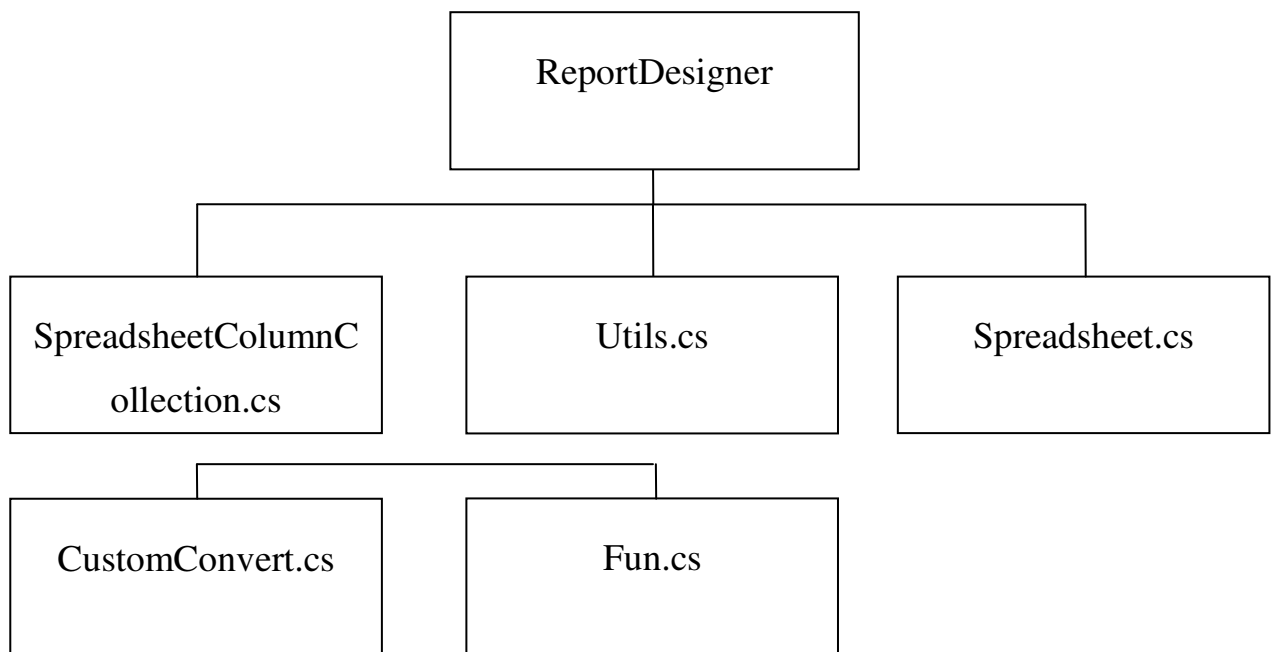 ReportDesigner
SpreadsheetColumnC
ollection.cs
Utils.cs
Spreadsheet.cs
CustomConvert.cs
Fun.cs